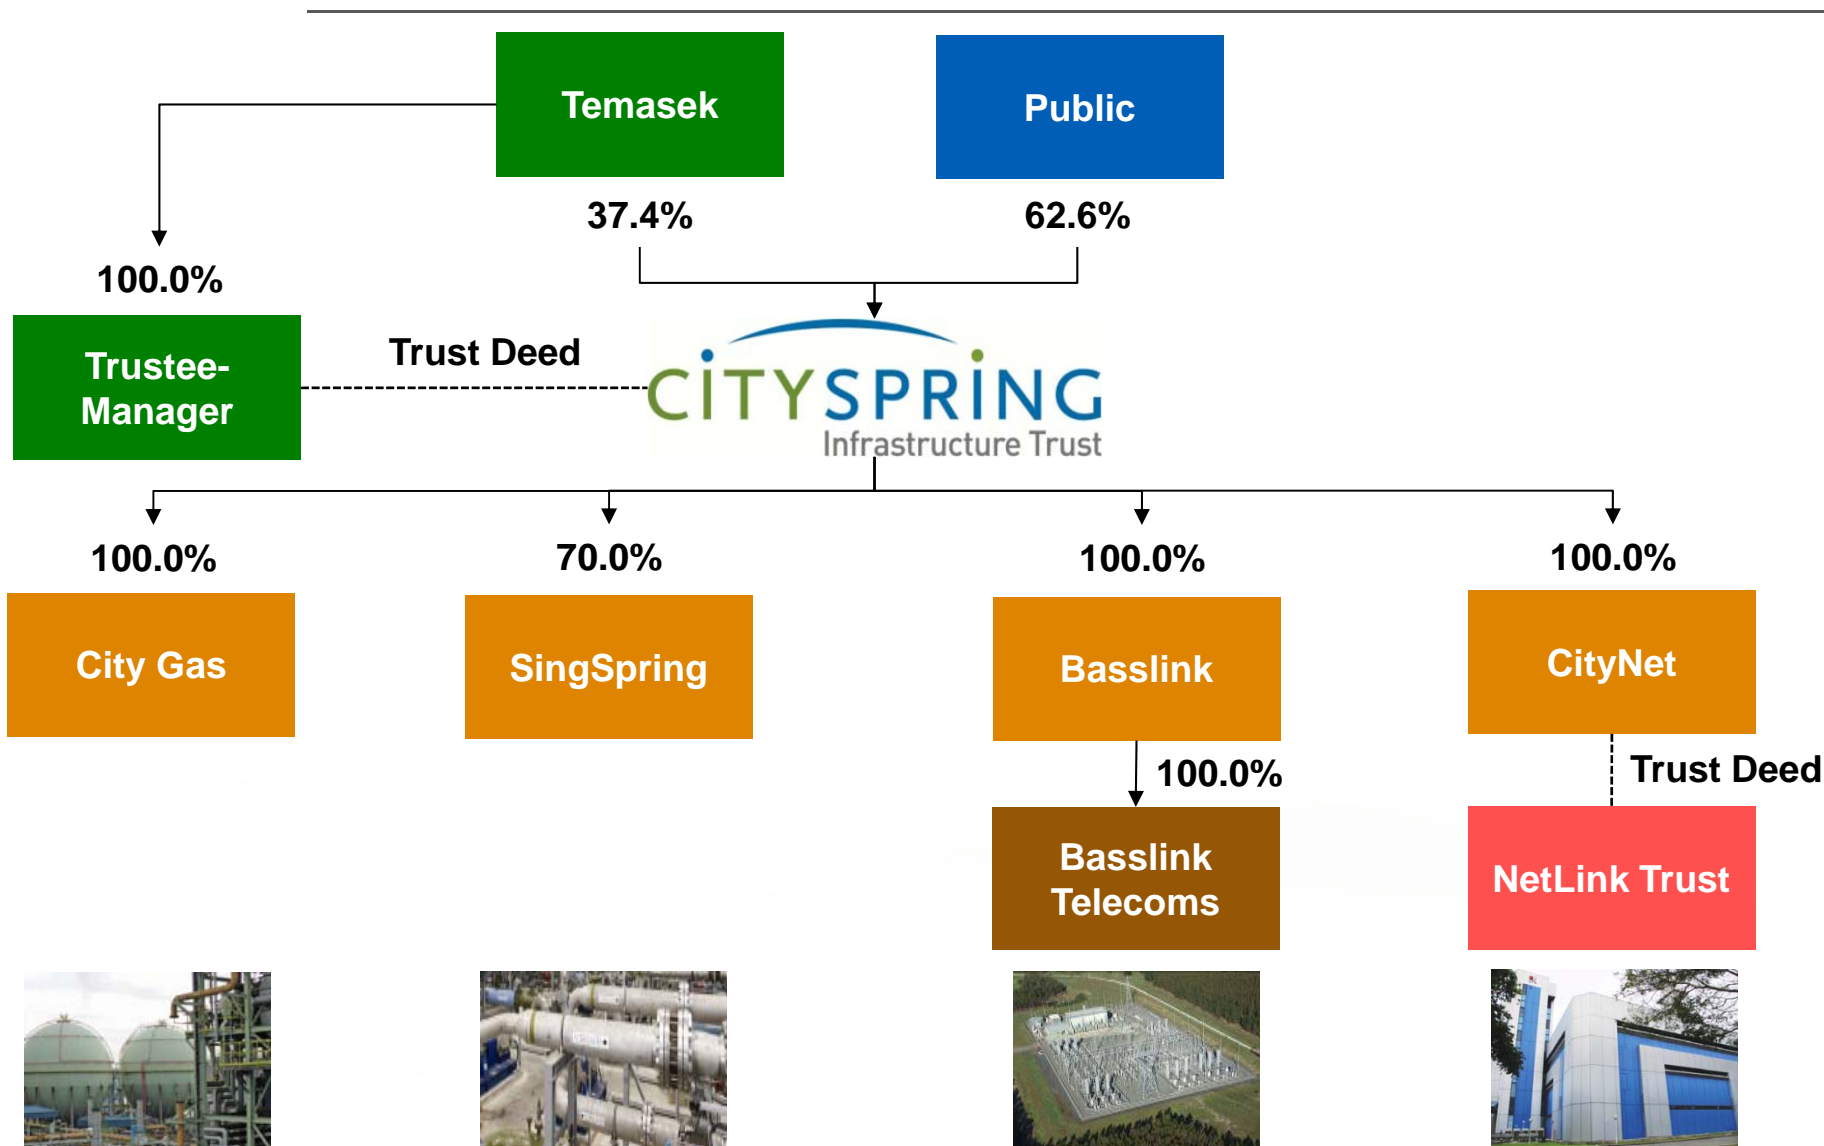 Temasek
Public
37.4%
62.6%
100.0%
Trustee-
Manager
Trust Deed
CiTYSPRiNG
Infrastructure Trust
100.0%
70.0%
100.0%
100.0%
City Gas
SingSpring
Basslink
CityNet
100.0%
Trust Deed
Basslink
Telecoms
NetLink Trust